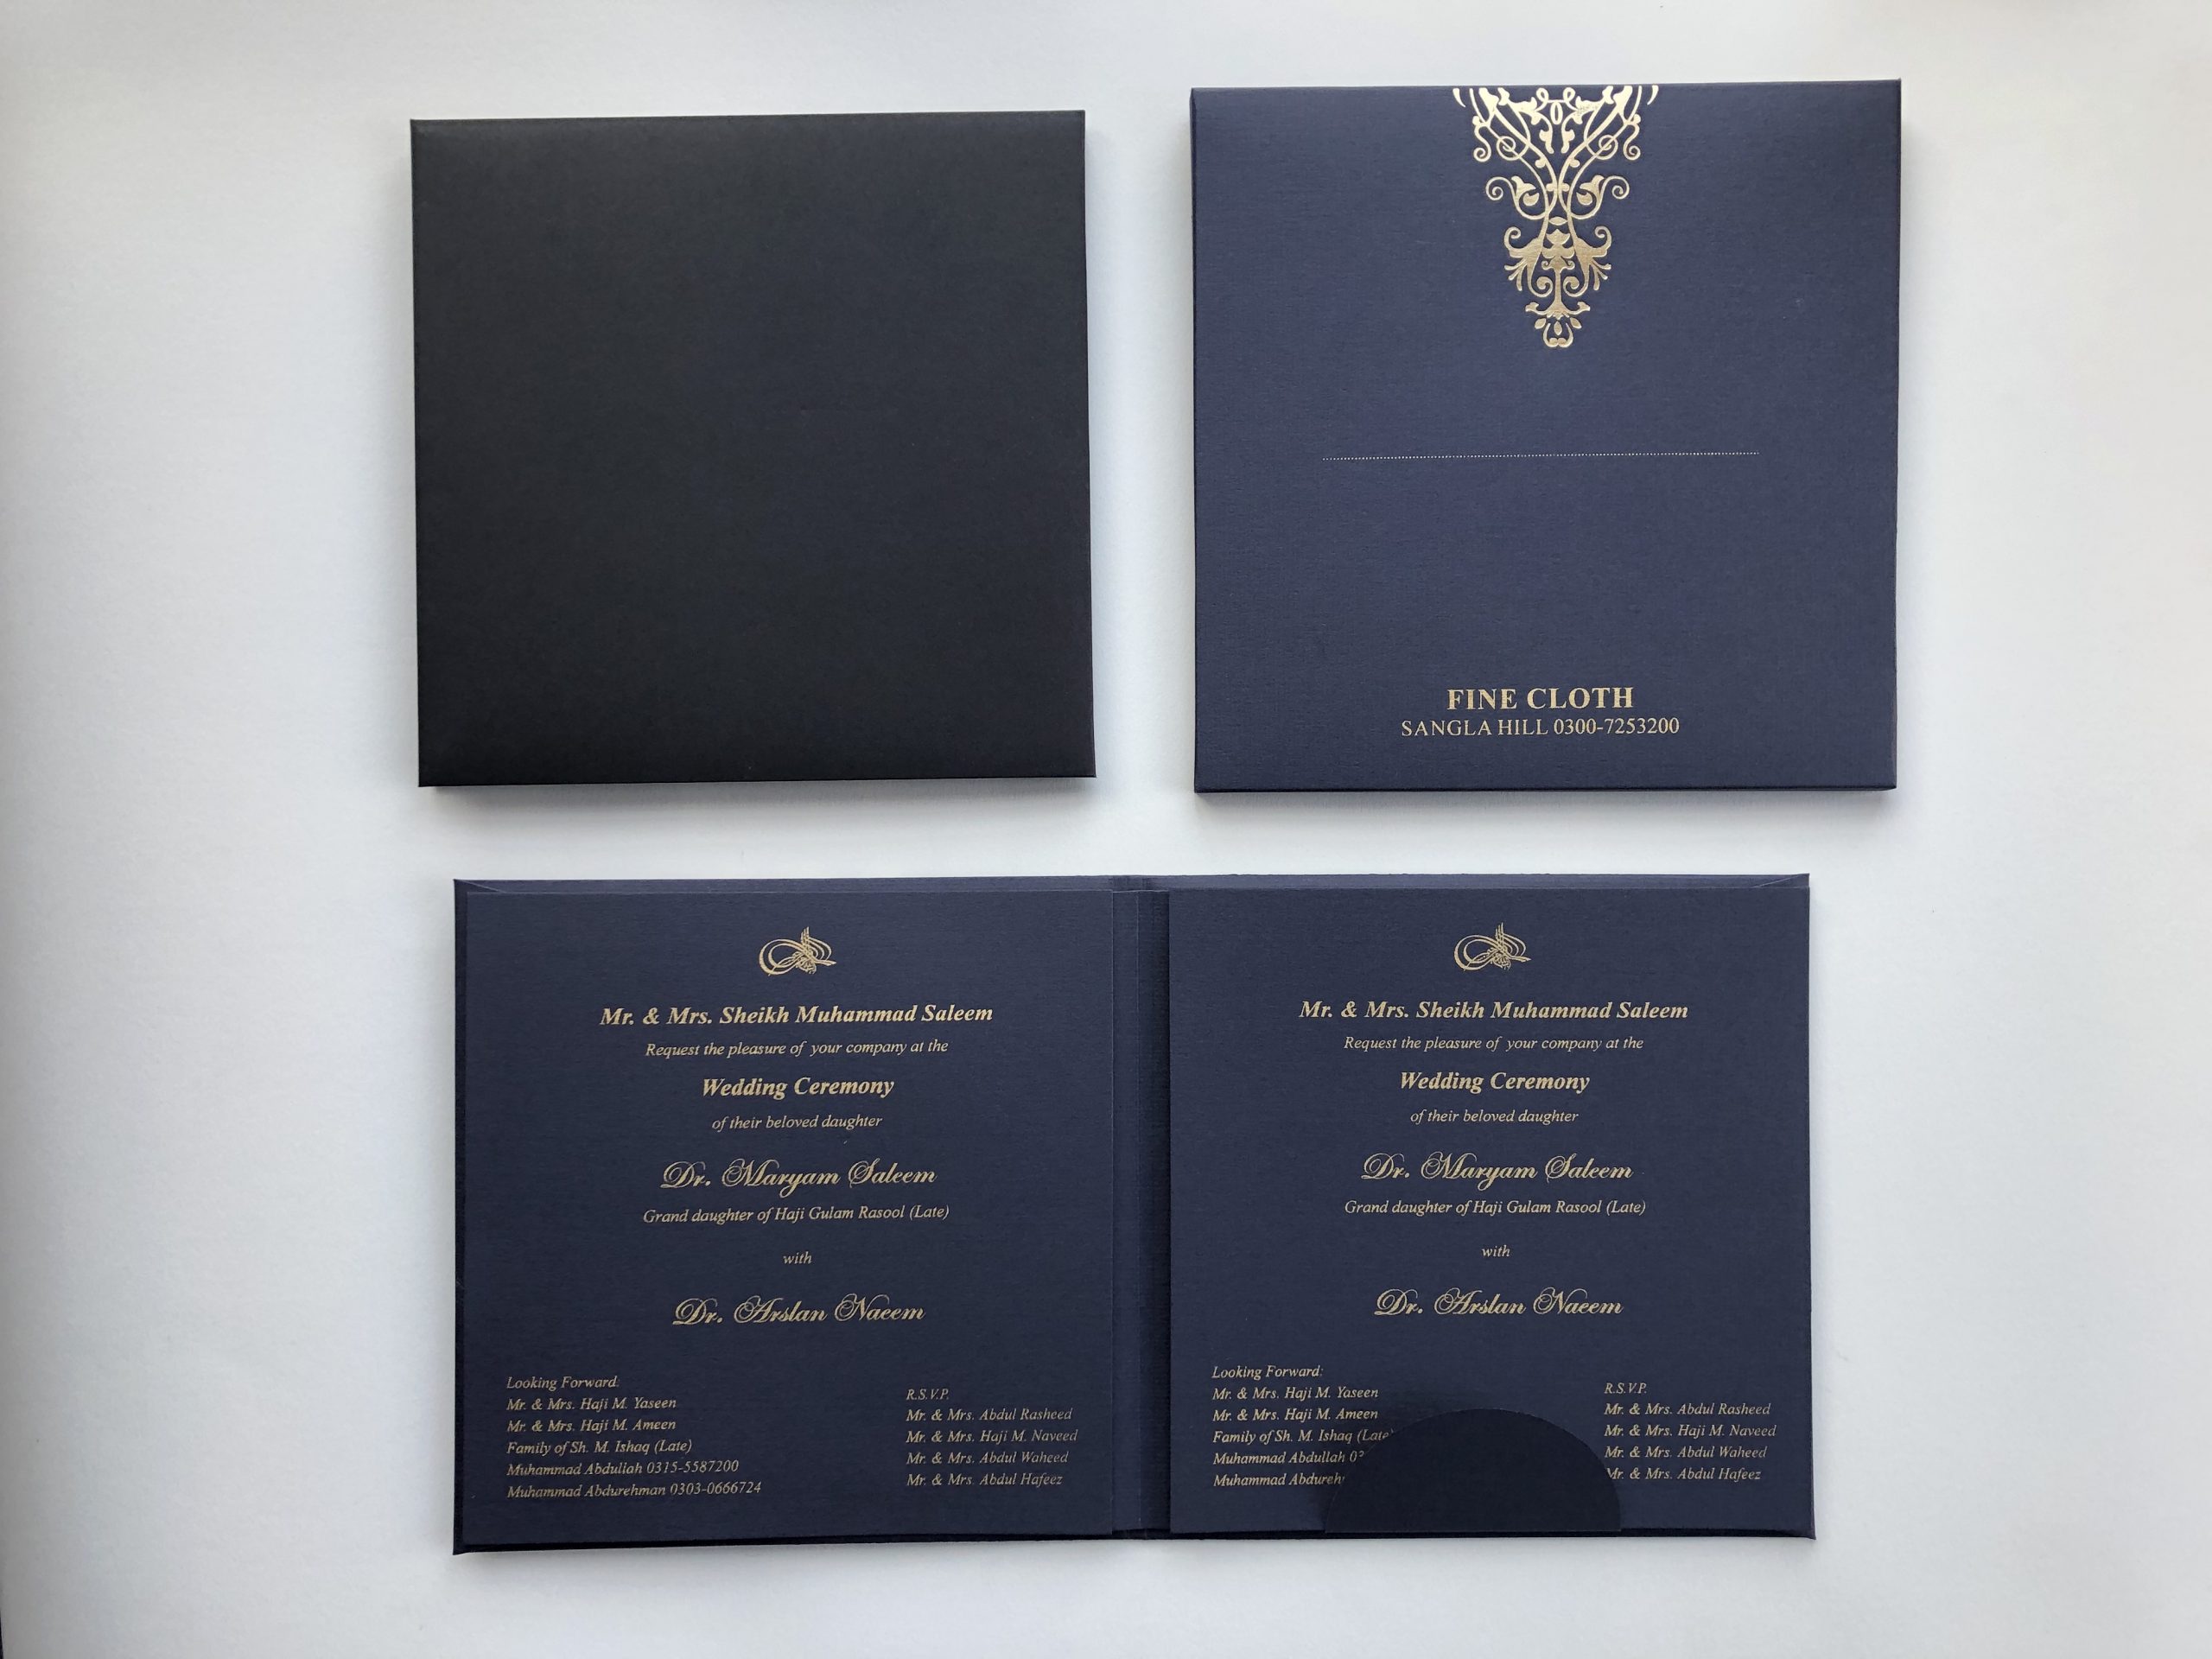 FINE CLOTH
SANGLA HILL 0300-7253200
Mr. & Mrs. Sheikh Muhammad Saleem
Request the pleasure of your company at the
Wedding Ceremony
of their beloved daughter
Dr. Maryam Saleem
Grand daughter of Haji Gulam Rasool (Late)
with
Dr. Arslan Naeem
Looking Forward:
Mr. & Mrs. Haji M. Yaseen
Mr. & Mrs. Haji M. Ameen
Family of Sh. M. Ishaq (Late)
Muhammad Abdullah 0315-5587200
Muhammad Abdurehman 0303-0666724
R.S.V.P.
Mr. & Mrs. Abdul Rasheed
Mr. & Mrs. Haji M. Naveed
Mr. & Mrs. Abdul Waheed
Mr. & Mrs. Abdul Hafeez
Mr. & Mrs. Sheikh Muhammad Saleem
Request the pleasure of your company at the
Wedding Ceremony
of their beloved daughter
Dr. Maryam Saleem
Grand daughter of Haji Gulam Rasool (Late)
with
Dr. Arslan Naeem
Looking Forward:
Mr. & Mrs. Haji M. Yaseen
Mr. & Mrs. Haji M. Ameen
Family of Sh. M. Ishaq (Late)
Muhammad Abdullah 03
Muhammad Abdureh
R.S.V.P.
Mr. & Mrs. Abdul Rasheed
Mr. & Mrs. Haji M. Naveed
Mr. & Mrs. Abdul Waheed
Mr. & Mrs. Abdul Hafeez